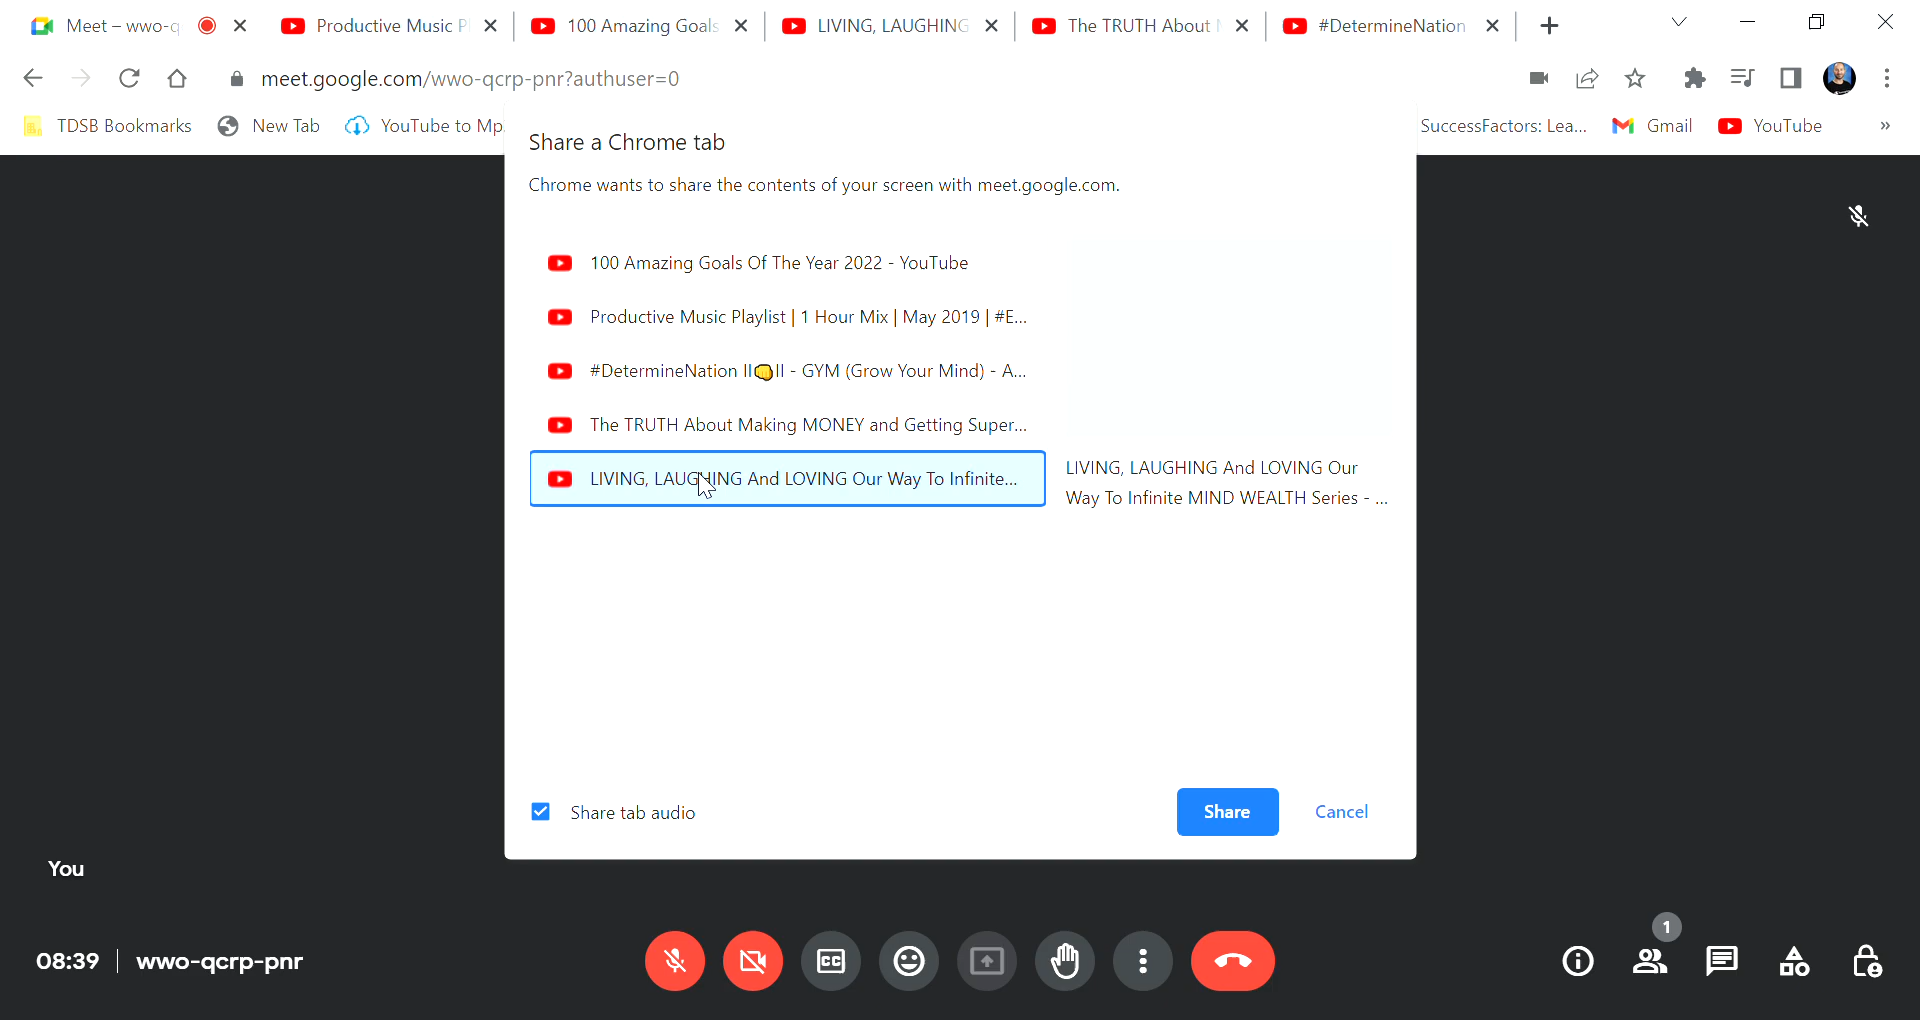 Meet – wwo-q
Productive Music P
100 Amazing Goals
LIVING, LAUGHING
The TRUTH About
#DetermineNation
meet.google.com/wwo-qcrp-pnr?authuser=0
TDSB Bookmarks
New Tab
YouTube to Mp
SuccessFactors: Lea...
Gmail
YouTube
»
Share a Chrome tab
Chrome wants to share the contents of your screen with meet.google.com.
100 Amazing Goals Of The Year 2022 - YouTube
Productive Music Playlist | 1 Hour Mix | May 2019 | #E...
#DetermineNation II👊II - GYM (Grow Your Mind) - A...
The TRUTH About Making MONEY and Getting Super...
LIVING, LAUGHING And LOVING Our Way To Infinite...
LIVING, LAUGHING And LOVING Our
Way To Infinite MIND WEALTH Series - ...
Share tab audio
Share
Cancel
You
08:39 | wwo-qcrp-pnr
CC
1